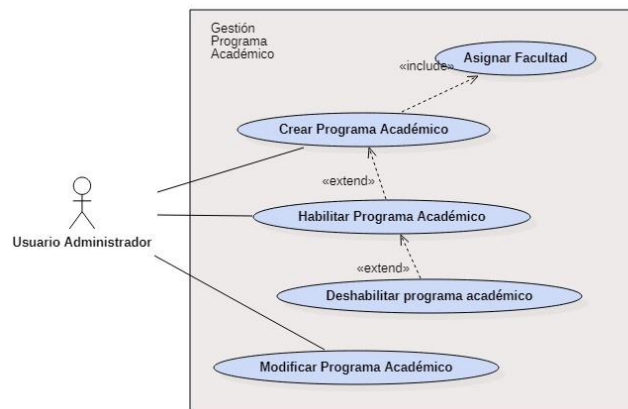 Gestión
Programa
Académico
Asignar Facultad
«include»
Crear Programa Académico
«extend»
Habilitar Programa Académico
Usuario Administrador
«extend»
Deshabilitar programa académico
Modificar Programa Académico